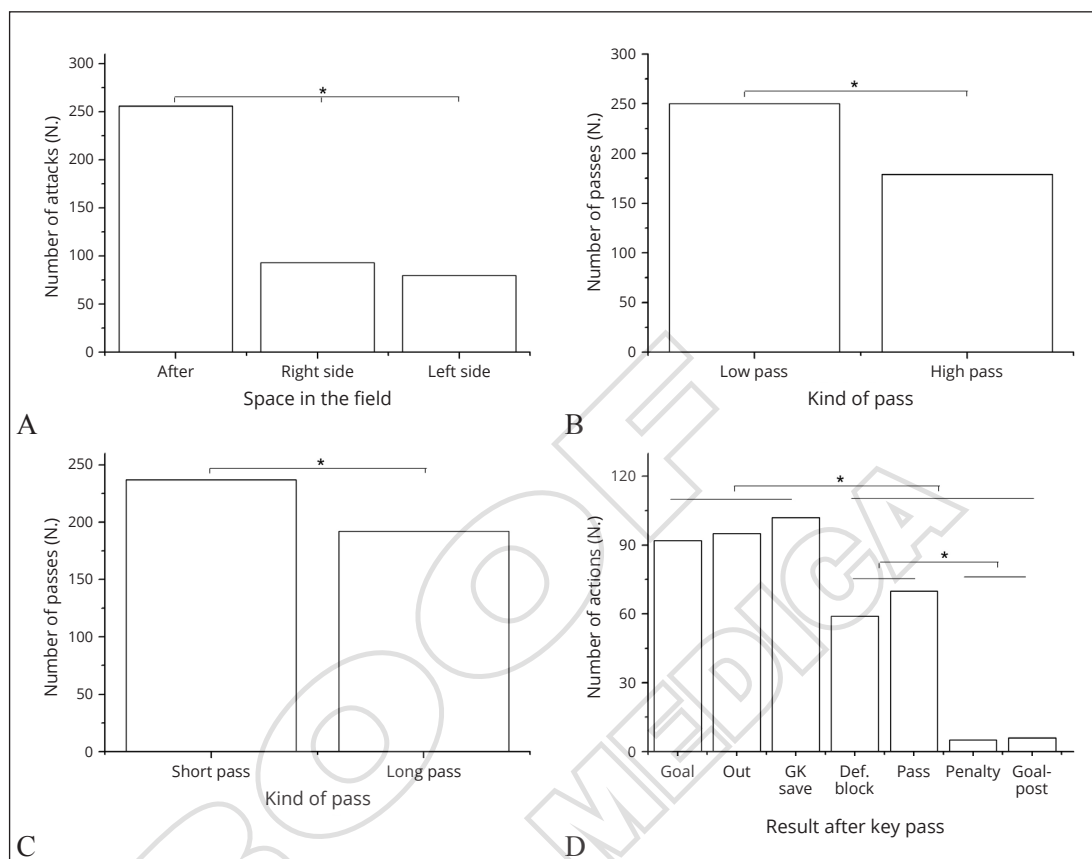 300
250
200
150
100
50
0
Number of attacks (N.)
*
After
Right side
Left side
Space in the field
A
300
250
200
150
100
50
0
Number of passes (N.)
*
Low pass
High pass
Kind of pass
B
250
200
150
100
50
0
Number of passes (N.)
*
Short pass
Long pass
Kind of pass
C
120
90
60
30
0
Number of actions (N.)
*
*
Goal
Out
GK
save
Def.
block
Pass
Penalty
Goal-
post
Result after key pass
D
PROOF
MEDICA